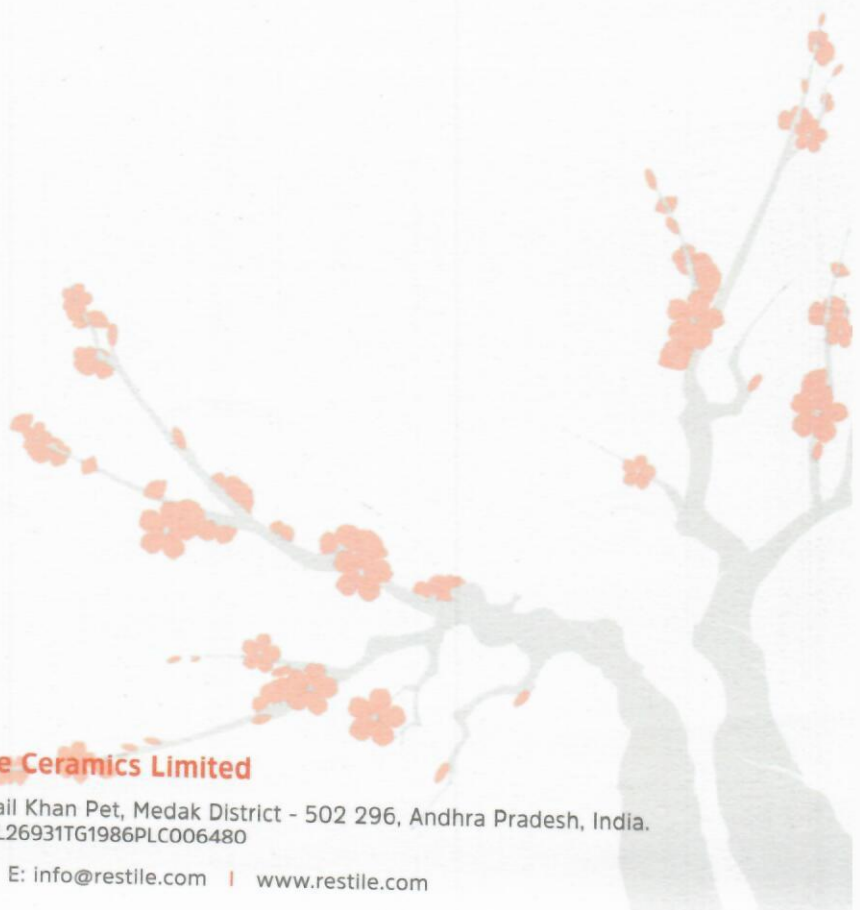 e Ceramics Limited
ail Khan Pet, Medak District - 502 296, Andhra Pradesh, India.
L26931TG1986PLC006480
E: info@restile.com | www.restile.com